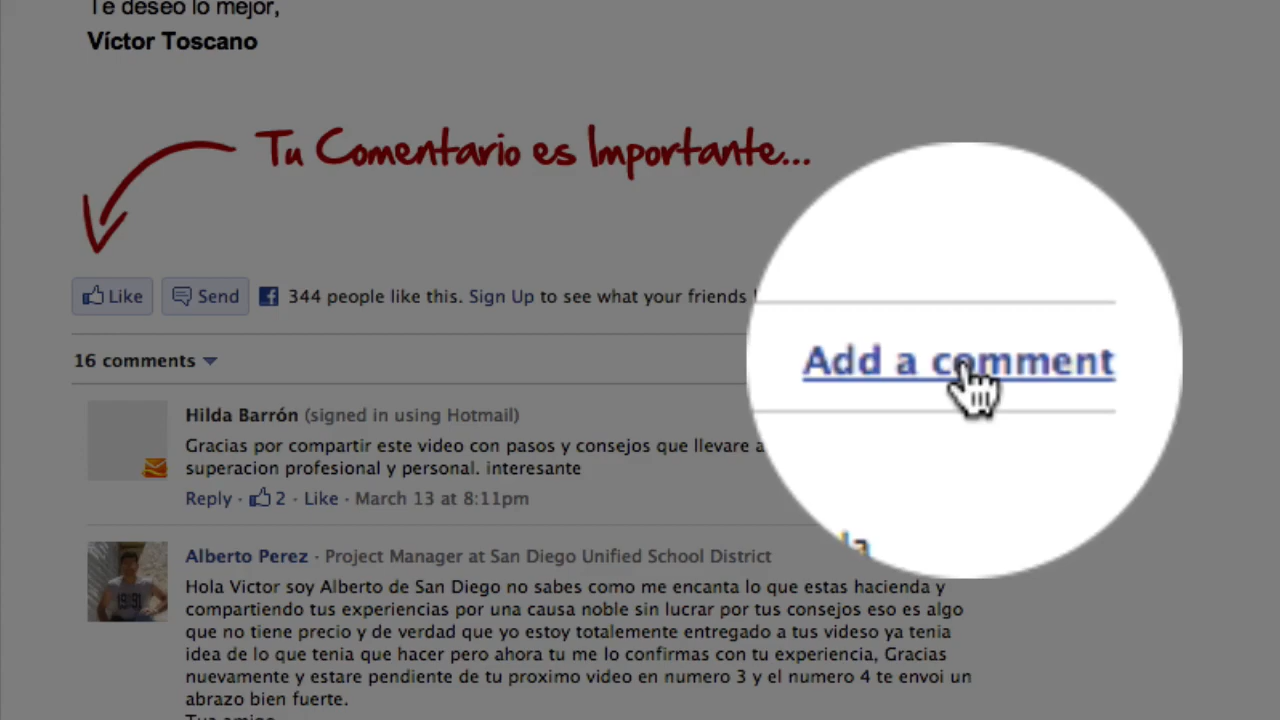 Te deseo lo mejor,
Víctor Toscano
Tu Comentario es Importante...
Like Send 344 people like this. Sign Up to see what your friends
16 comments Add a comment
Hilda Barrón (signed in using Hotmail)
Gracias por compartir este video con pasos y consejos que llevare a
superacion profesional y personal. interesante
Reply · 2 · Like · March 13 at 8:11pm
Alberto Perez · Project Manager at San Diego Unified School District
Hola Victor soy Alberto de San Diego no sabes como me encanta lo que estas hacienda y
compartiendo tus experiencias por una causa noble sin lucrar por tus consejos eso es algo
que no tiene precio y de verdad que yo estoy totalemente entregado a tus videso ya tenia
idea de lo que tenia que hacer pero ahora tu me lo confirmas con tu experiencia, Gracias
nuevamente y estare pendiente de tu proximo video en numero 3 y el numero 4 te envoi un
abrazo bien fuerte.